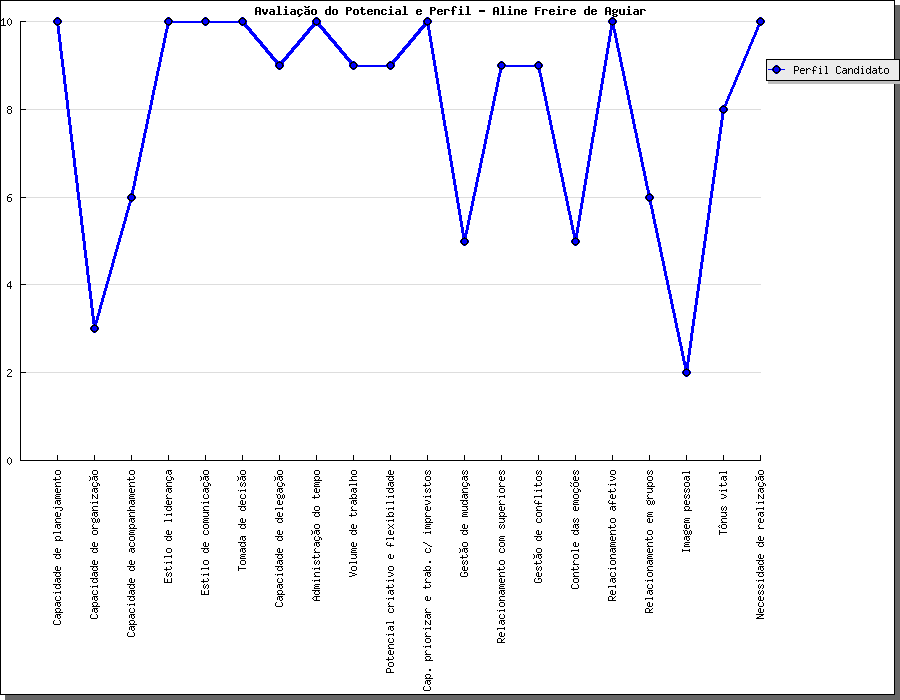 Avaliação do Potencial e Perfil - Aline Freire de Aguiar
10
8
6
4
2
0
Perfil Candidato
Capacidade de planejamento
Capacidade de organização
Capacidade de acompanhamento
Estilo de liderança
Estilo de comunicação
Tomada de decisão
Capacidade de delegação
Administração do tempo
Volume de trabalho
Potencial criativo e flexibilidade
Cap. priorizar e trab. c/ imprevistos
Gestão de mudanças
Relacionamento com superiores
Gestão de conflitos
Controle das emoções
Relacionamento afetivo
Relacionamento em grupos
Imagem pessoal
Tônus vital
Necessidade de realização